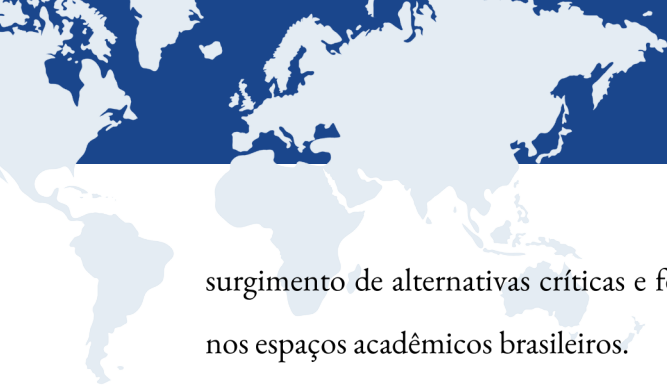 surgimento de alternativas críticas e
nos espaços acadêmicos brasileiros.